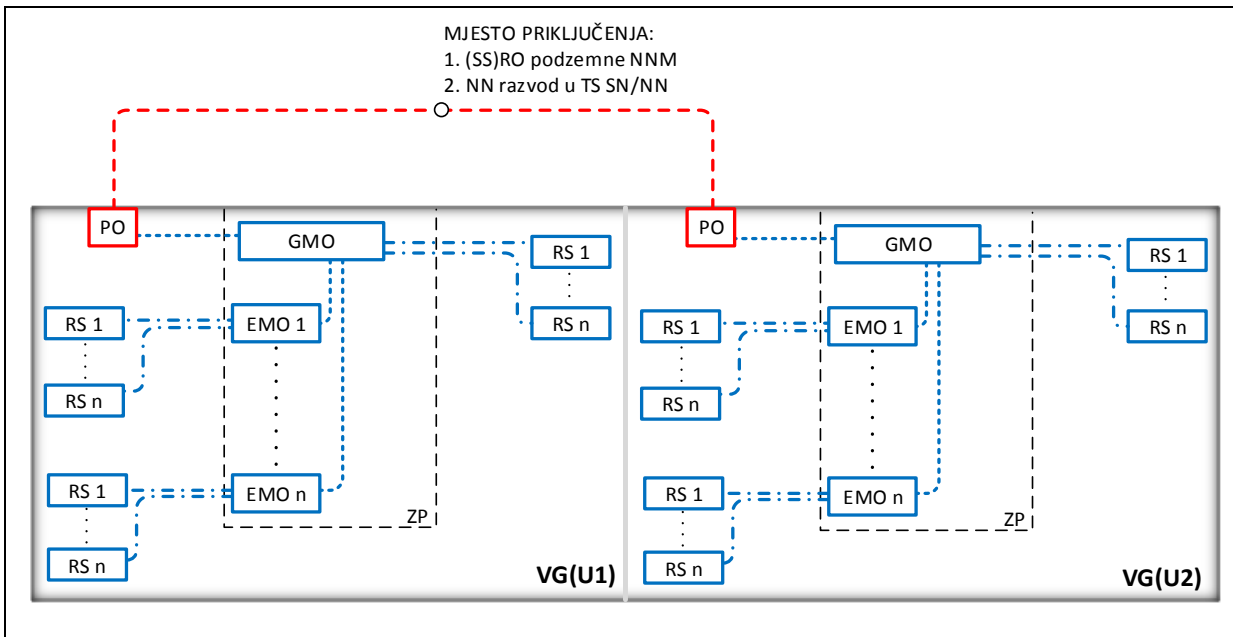 MJESTO PRIKLJUČENJA:
1. (SS)RO podzemne NNM
2. NN razvod u TS SN/NN
PO
GMO
RS 1
RS n
RS 1
EMO 1
RS n
RS 1
EMO n
RS n
ZP
VG(U1)
PO
GMO
RS 1
RS n
RS 1
EMO 1
RS n
RS 1
EMO n
RS n
ZP
VG(U2)